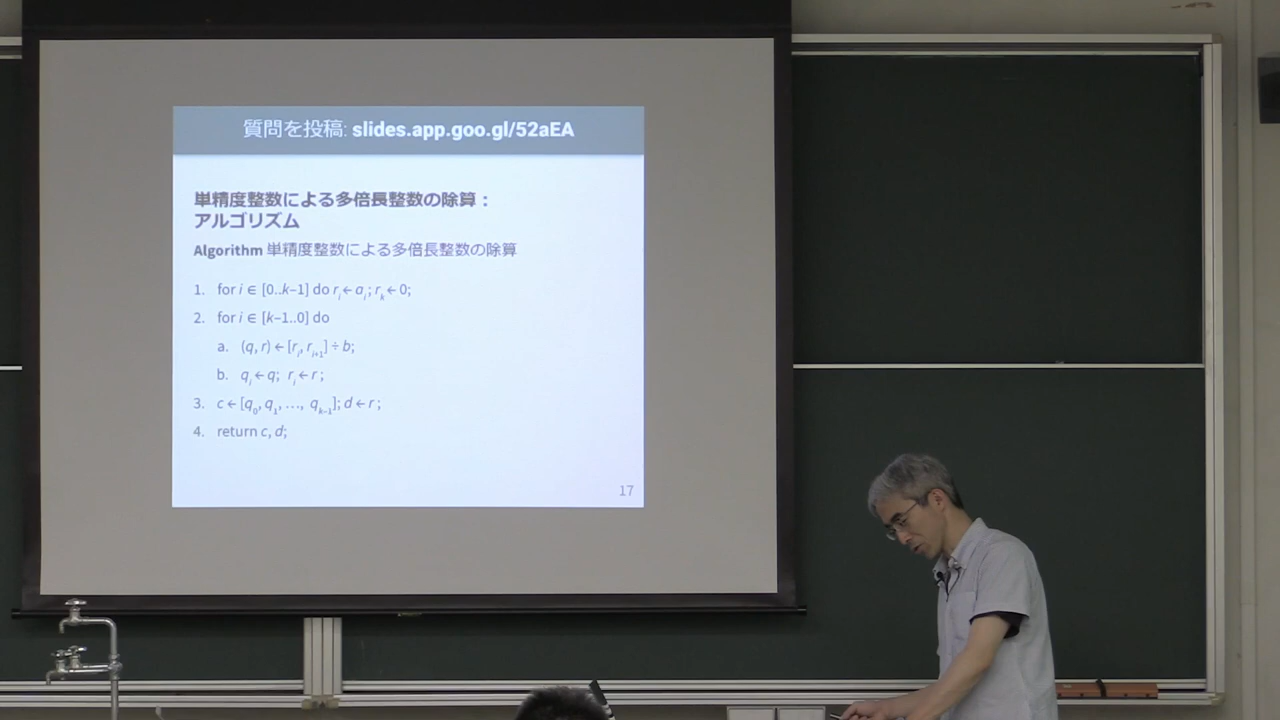 質問を投稿: slides.app.goo.gl/52aEA
単精度整数による多倍長整数の除算：
アルゴリズム
Algorithm 単精度整数による多倍長整数の除算
1. for i ∈ [0..k–1] do rᵢ ← aᵢ; rₖ ← 0;
2. for i ∈ [k–1..0] do
a. (q, r) ← [rᵢ, rᵢ₊₁] ÷ b;
b. qᵢ ← q; rᵢ ← r;
3. c ← [q₀, q₁, …, qₖ₋₁]; d ← r;
4. return c, d;
17